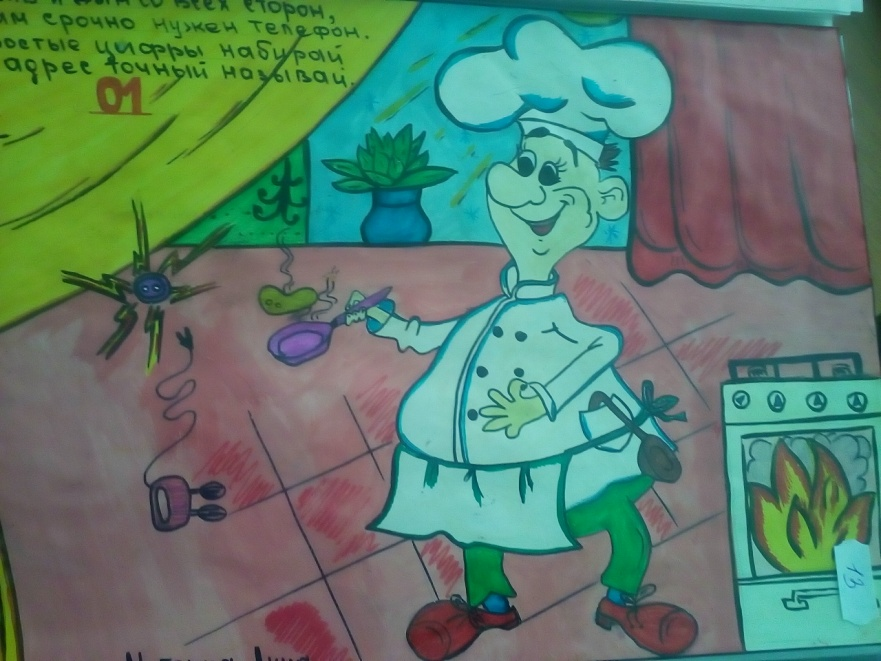 и дым со всех сторон,
срочно нужен телефон.
цифры набирай
адрес точный называй.
01
13